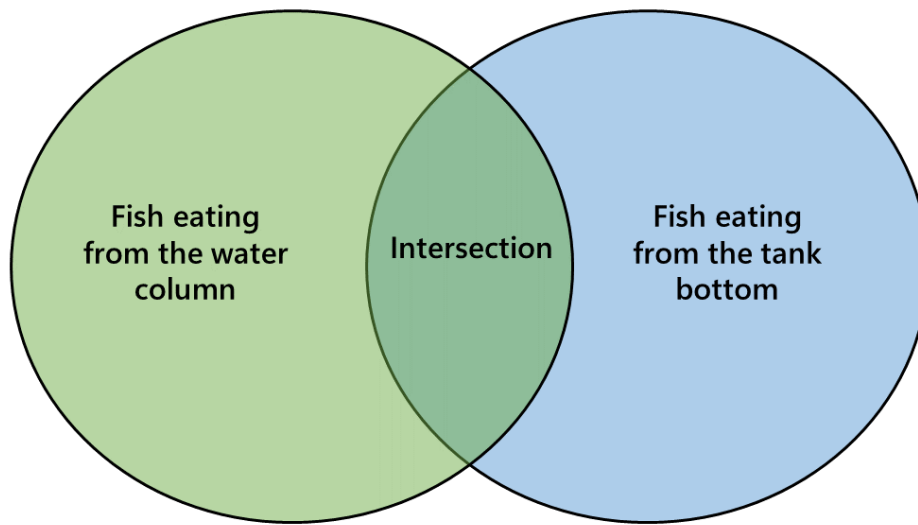 Fish eating
from the water
column
Intersection
Fish eating
from the tank
bottom